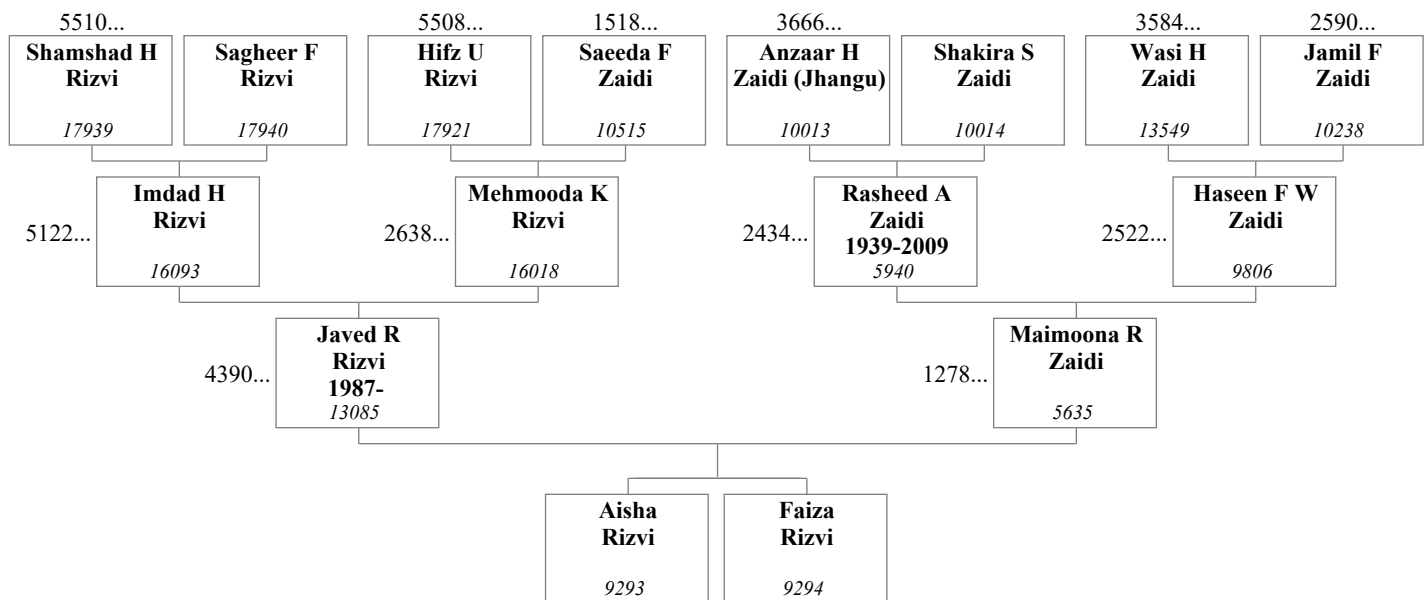 5510...
5508...
1518...
3666...
3584...
2590...
Shamshad H
Rizvi
17939
Sagheer F
Rizvi
17940
Hifz U
Rizvi
17921
Saeeda F
Zaidi
10515
Anzaar H
Zaidi (Jhangu)
10013
Shakira S
Zaidi
10014
Wasi H
Zaidi
13549
Jamil F
Zaidi
10238
5122...
Imdad H
Rizvi
16093
2638...
Mehmooda K
Rizvi
16018
2434...
Rasheed A
Zaidi
1939-2009
5940
2522...
Haseen F W
Zaidi
9806
4390...
Javed R
Rizvi
1987-
13085
1278...
Maimoona R
Zaidi
5635
Aisha
Rizvi
9293
Faiza
Rizvi
9294